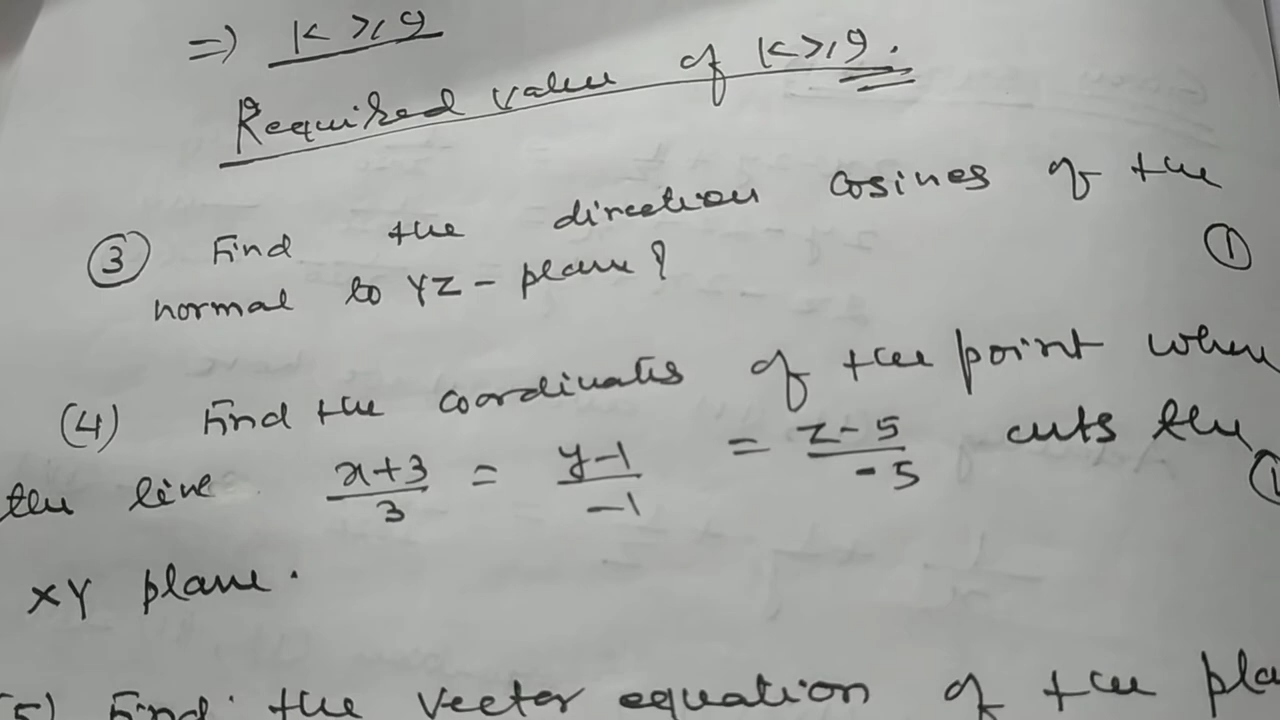 => K ≥ 9
Required value of K ≥ 9.
③ Find the direction cosines of the
normal to YZ - plane? ①
(4) Find the coordinates of the point where
the line x+3/3 = y-1/-1 = z-5/-5 cuts the
XY plane.
(5) Find the vector equation of the